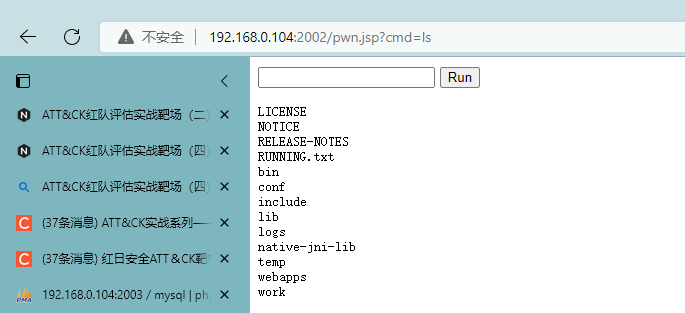 不安全 192.168.0.104:2002/pwn.jsp?cmd=ls
Run
ATT&CK红队评估实战靶场（二）
ATT&CK红队评估实战靶场（四）
ATT&CK红队评估实战靶场（四）
(37条消息) ATT&CK实战系列—
(37条消息) 红日安全ATT&CK靶
192.168.0.104:2003 / mysql | ph
LICENSE
NOTICE
RELEASE-NOTES
RUNNING.txt
bin
conf
include
lib
logs
native-jni-lib
temp
webapps
work